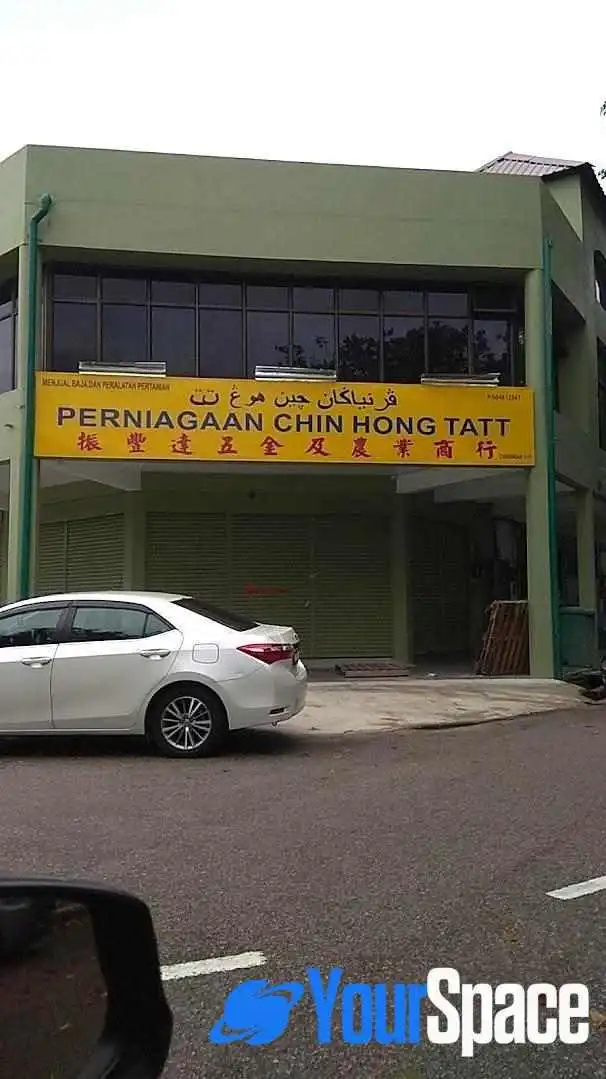 MENJUAL BAJA DAN PERALATAN PERTANIAN
ڤرنياڬاءن چين هوڠ تت
PERNIAGAAN CHIN HONG TATT
振豐達五金及農業商行
YourSpace